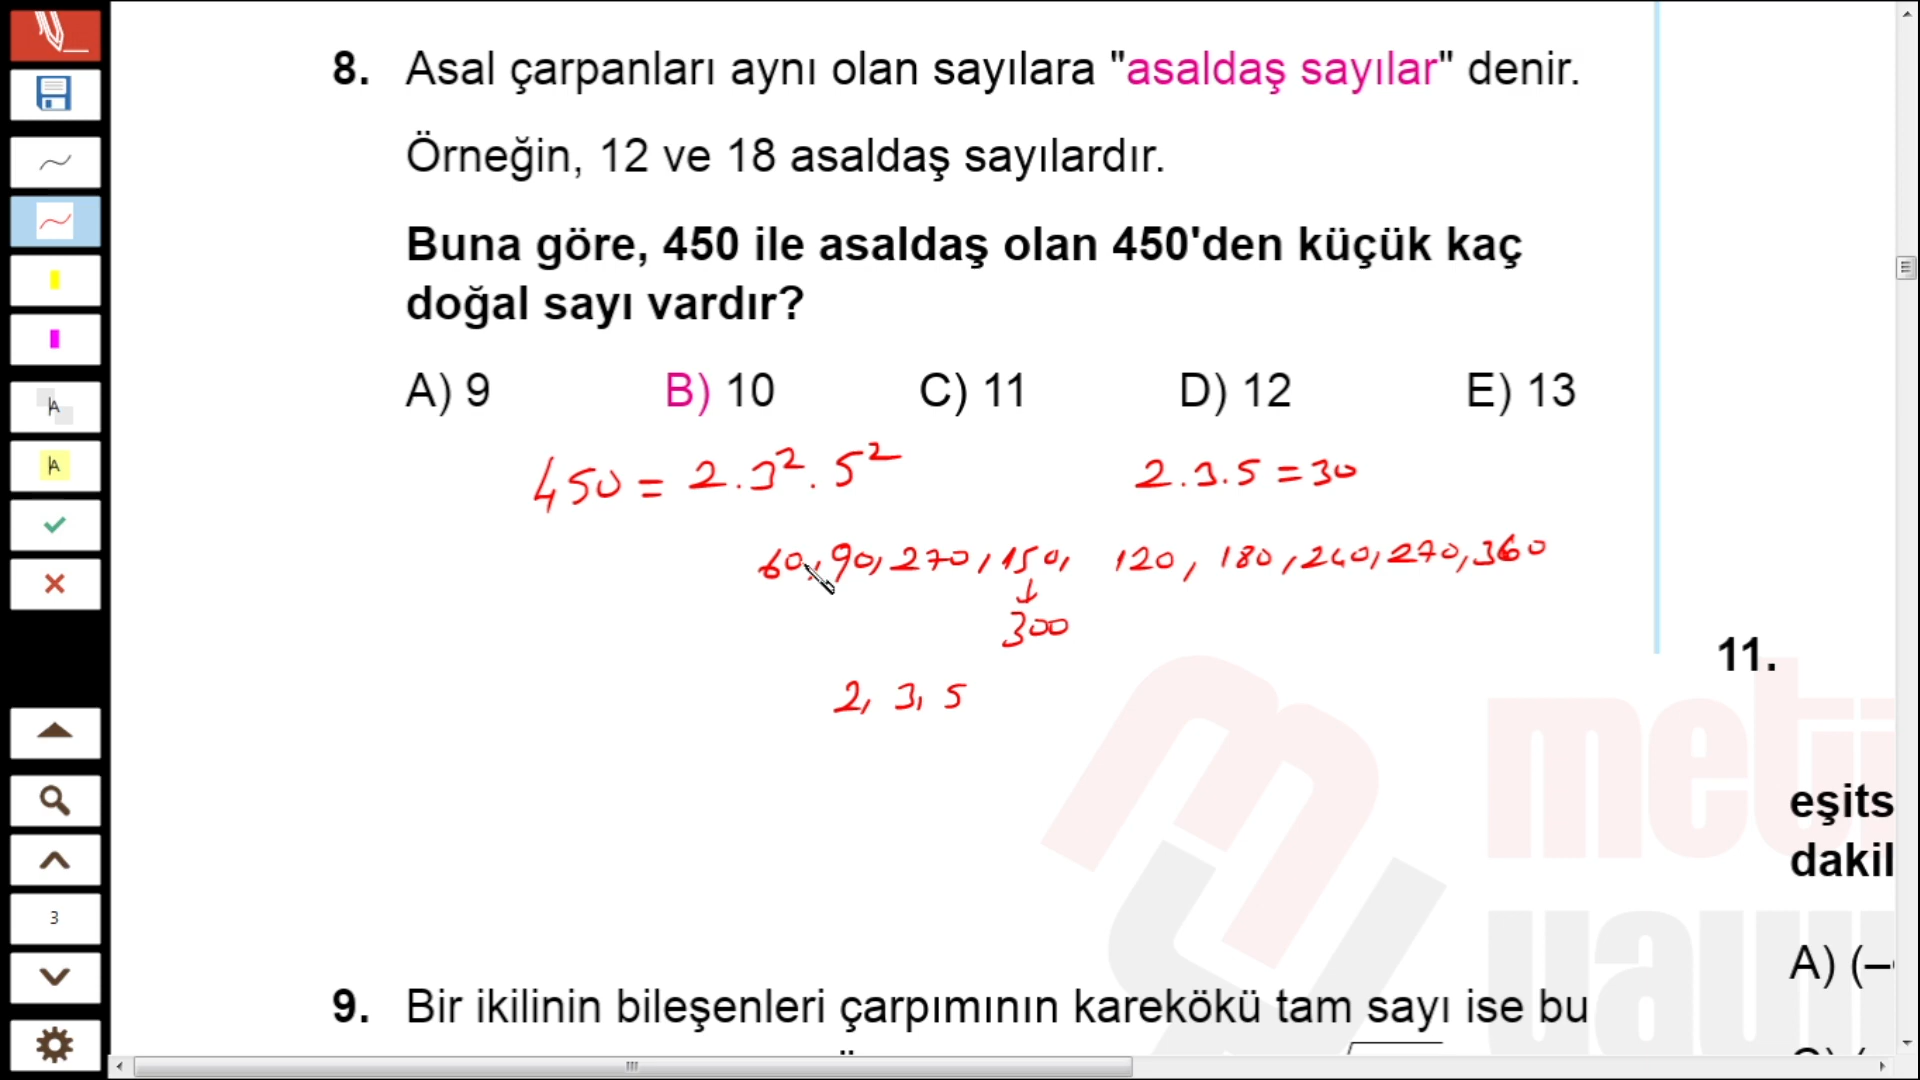 8. Asal çarpanları aynı olan sayılara "asaldaş sayılar" denir.
Örneğin, 12 ve 18 asaldaş sayılardır.
Buna göre, 450 ile asaldaş olan 450'den küçük kaç
doğal sayı vardır?
A) 9 B) 10 C) 11 D) 12 E) 13
450 = 2.3².5² 2.3.5=30
60, 90, 270, 150, 120, 180, 240, 270, 360
↓
300
2, 3, 5
11.
meti
eşits
dakil
3
A) (–
9. Bir ikilinin bileşenleri çarpımının karekökü tam sayı ise bu